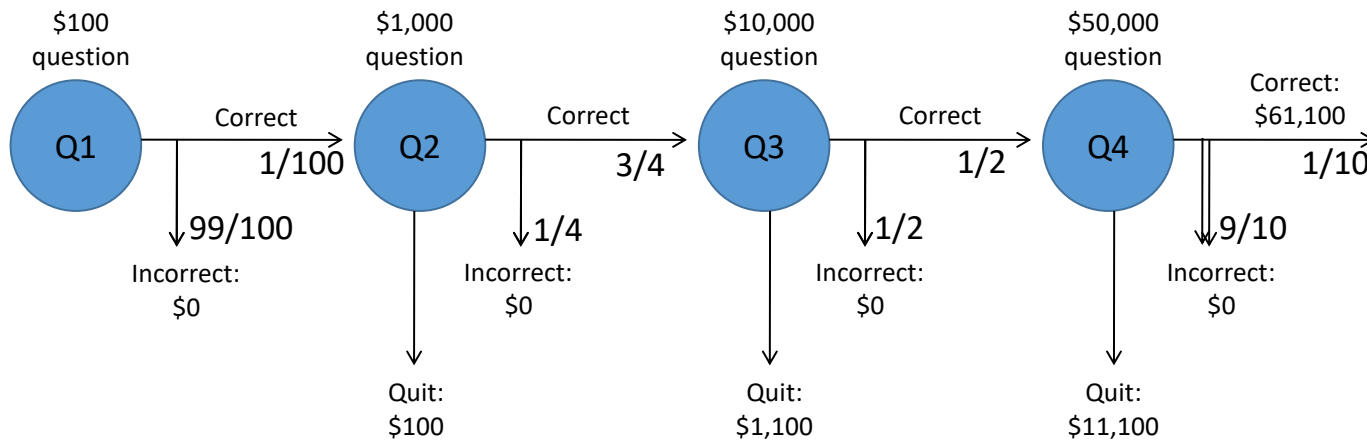 $100
question
$1,000
question
$10,000
question
$50,000
question
Q1
Correct
1/100
99/100
Incorrect:
$0
Q2
Correct
3/4
1/4
Incorrect:
$0
Quit:
$100
Q3
Correct
1/2
1/2
Incorrect:
$0
Quit:
$1,100
Q4
Correct:
$61,100
1/10
9/10
Incorrect:
$0
Quit:
$11,100